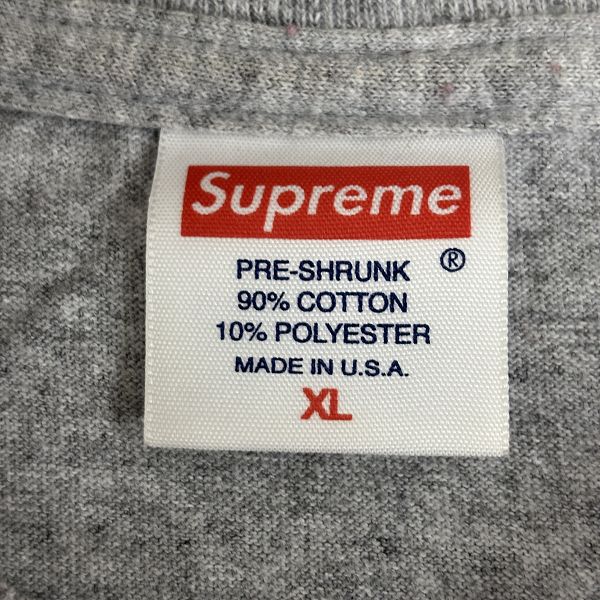 Supreme
®
PRE-SHRUNK
90% COTTON
10% POLYESTER
MADE IN U.S.A.
XL